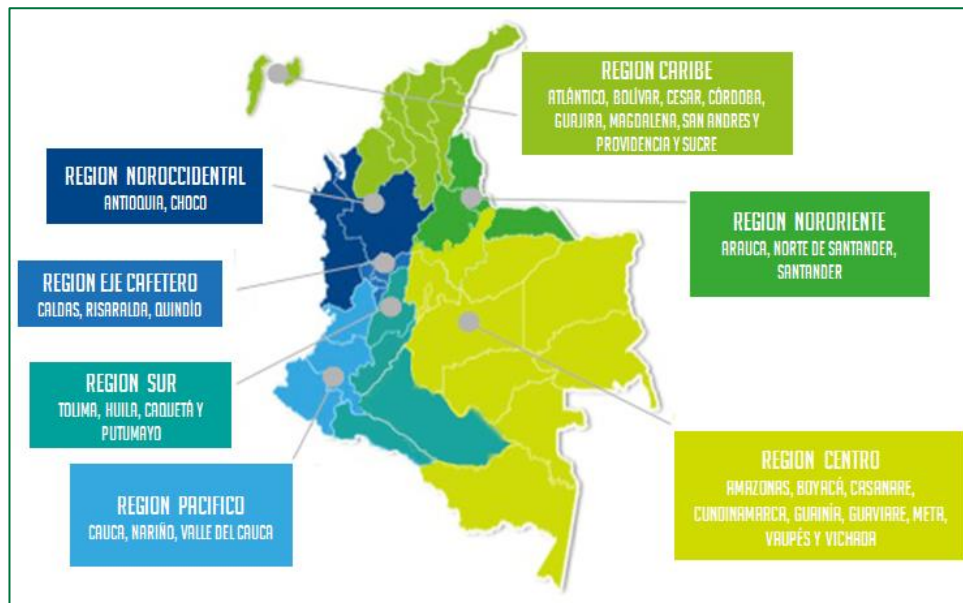 REGION CARIBE
ATLÁNTICO, BOLÍVAR, CESAR, CÓRDOBA,
GUAJIRA, MAGDALENA, SAN ANDRES Y
PROVIDENCIA Y SUCRE
REGION NOROCCIDENTAL
ANTIOQUIA, CHOCO
REGION NORORIENTE
ARAUCA, NORTE DE SANTANDER,
SANTANDER
REGION EJE CAFETERO
CALDAS, RISARALDA, QUINDÍO
REGION SUR
TOLIMA, HUILA, CAQUETÁ Y
PUTUMAYO
REGION CENTRO
AMAZONAS, BOYACÁ, CASANARE,
CUNDINAMARCA, GUAINÍA, GUAVIARE, META,
VAUPÉS Y VICHADA
REGION PACIFICO
CAUCA, NARIÑO, VALLE DEL CAUCA